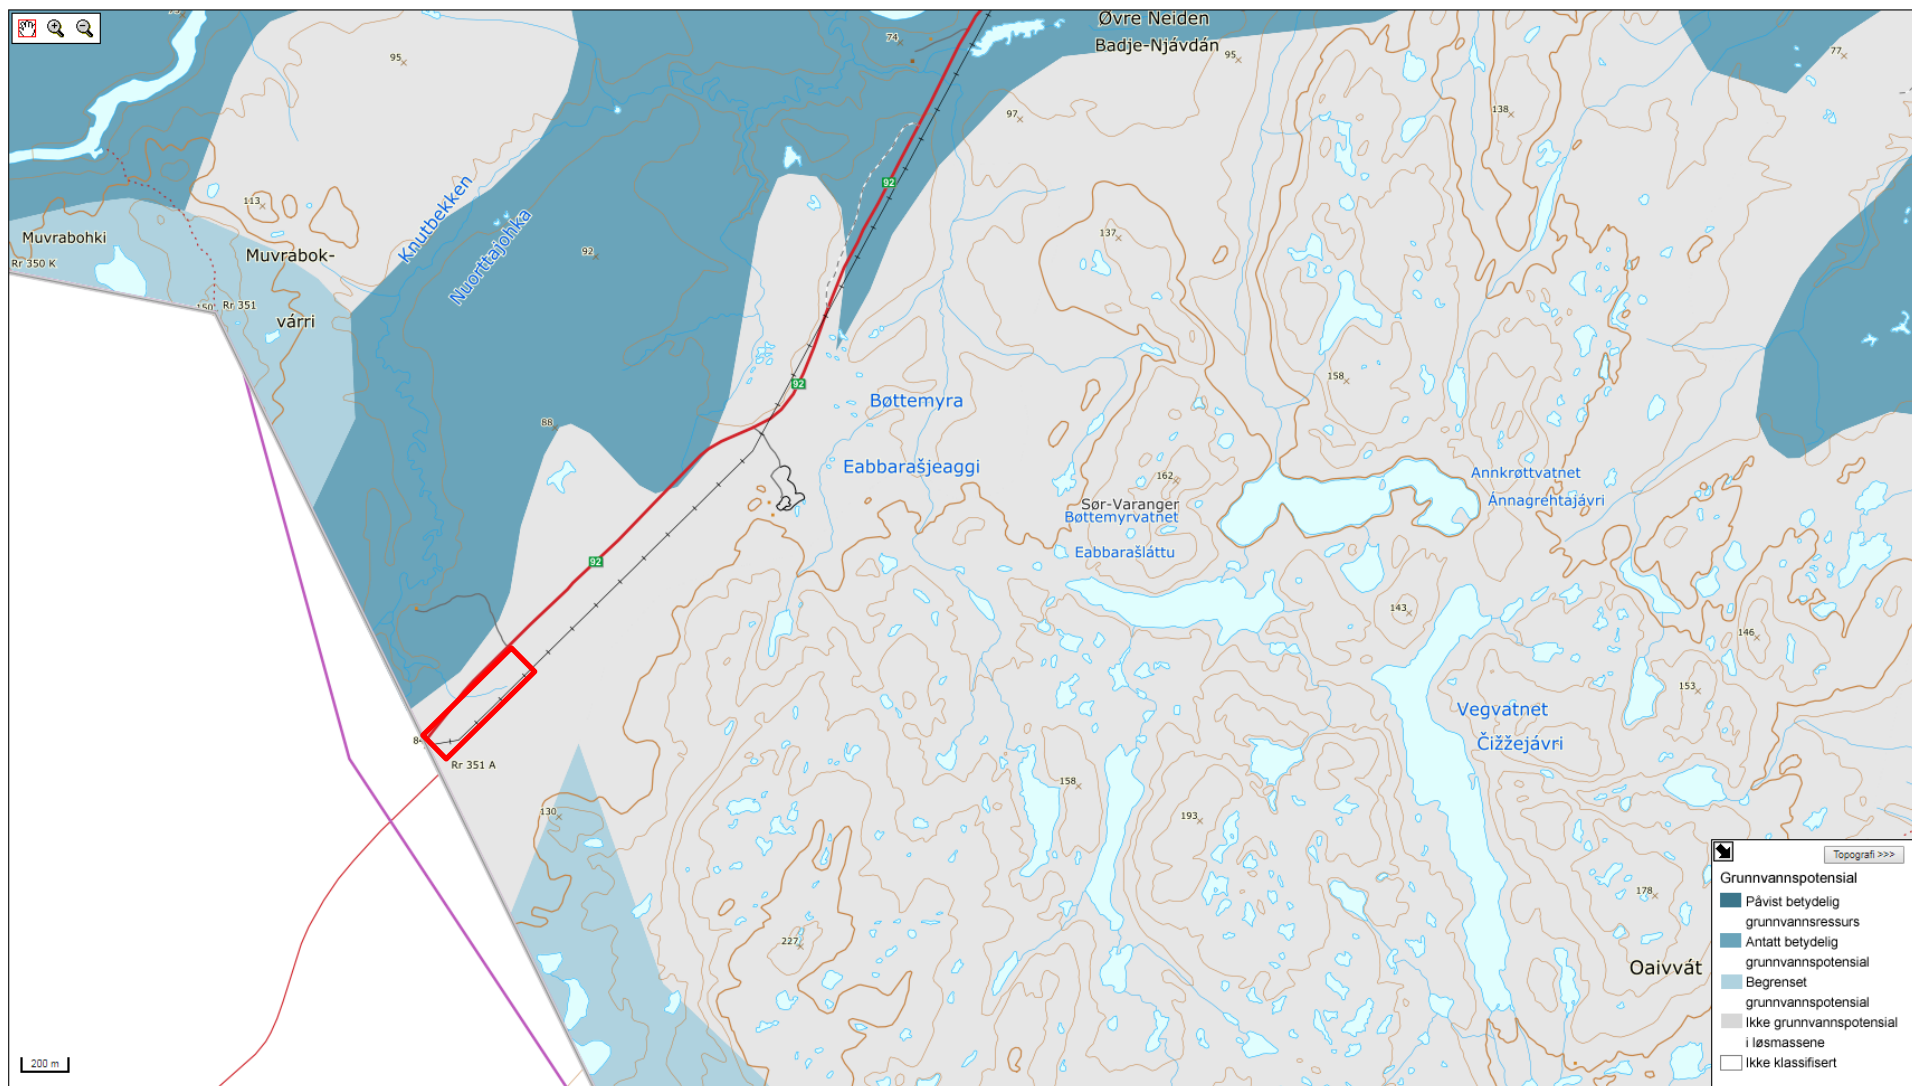 Øvre Neiden
Badje-Njávdán
74
95
95
77
97
138
92
113
Knutbekken
Nuorttajohka
Muvrabohki
Rr 350 K
Muvrabok-
várri
150
Rr 351
92
137
158
92
88
Bøttemyra
Eabbarašjeaggi
162
Annkrøttvatnet
Ánnagrehtajávri
Sør-Varanger
Bøttemyrvatnet
Eabbarašláttu
92
143
146
153
Vegvatnet
Čižžejávri
84
Rr 351 A
130
158
193
178
227
Oaivvát
200 m
Topografi >>>
Grunnvannspotensial
Påvist betydelig
grunnvannsressurs
Antatt betydelig
grunnvannspotensial
Begrenset
grunnvannspotensial
Ikke grunnvannspotensial
i løsmassene
Ikke klassifisert